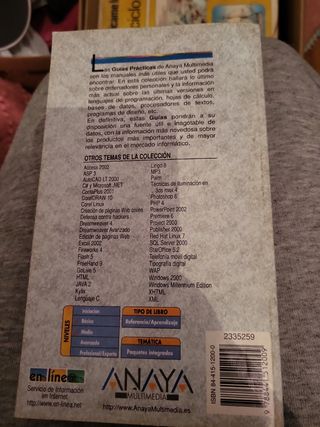 Las Guías Prácticas de Anaya Multimedia
son los manuales más útiles que usted podrá
encontrar. En esta colección hallará lo último
sobre ordenadores personales y la información
más actual sobre las últimas versiones en
lenguajes de programación, hojas de cálculo,
bases de datos, procesadores de textos,
programas de diseño, etc.
En definitiva, estas Guías pondrán a su
disposición una fuente útil e inagotable de
datos, con la información más novedosa sobre
los productos más importantes y de mayor
relevancia en el mercado informático.
OTROS TEMAS DE LA COLECCIÓN
Access 2002
ASP 3
AutoCAD LT 2000
C# y Microsoft .NET
ContaPlus 2001
CorelDRAW 10
Corel Linux
Creación de páginas Web
Defensa contra hackers
Dreamweaver 4
Dreamweaver Avanzado
Edición de páginas Web
Excel 2002
FIREWORKS 4
Flash 5
FreeHand 9
GoLive 5
HTML
JAVA 2
Kylix
Lenguaje C
Lingo 8
MP3
Palm
Técnicas de iluminación en
3ds max 4
Photoshop 6
PHP 4
PowerPoint 2002
Premiere 6
Project 2000
Publisher 2000
Red Hat Linux 7
SQL Server 2000
StarOffice 5.2
Telefonía móvil digital
Tipografía digital
WAP
Windows 2000
Windows Millennium Edition
XHTML
XML
NIVELES
Iniciación
Básico
Medio
Avanzado
Profesional/Experto
TIPO DE LIBRO
Referencia/Aprendizaje
TEMÁTICA
Paquetes integrados
en línea
Servicio de Información
en Internet
http://www.en-linea.net
ANAYA
MULTIMEDIA
http://www.AnayaMultimedia.es
2335259
ISBN 84-415-1200-0
9 788441 512009